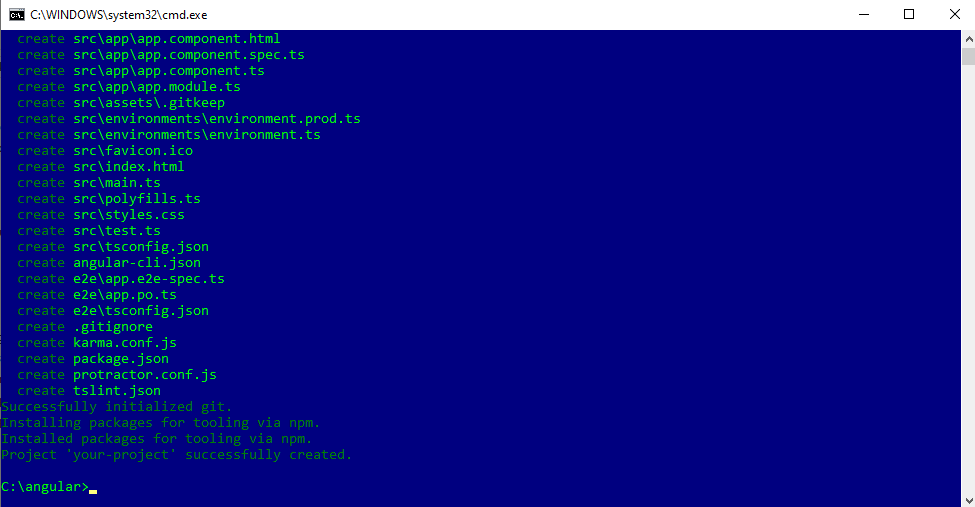 C:\WINDOWS\system32\cmd.exe
create src\app\app.component.html
create src\app\app.component.spec.ts
create src\app\app.component.ts
create src\app\app.module.ts
create src\assets\.gitkeep
create src\environments\environment.prod.ts
create src\environments\environment.ts
create src\favicon.ico
create src\index.html
create src\main.ts
create src\polyfills.ts
create src\styles.css
create src\test.ts
create src\tsconfig.json
create angular-cli.json
create e2e\app.e2e-spec.ts
create e2e\app.po.ts
create e2e\tsconfig.json
create .gitignore
create karma.conf.js
create package.json
create protractor.conf.js
create tslint.json
Successfully initialized git.
Installing packages for tooling via npm.
Installed packages for tooling via npm.
Project 'your-project' successfully created.
C:\angular>